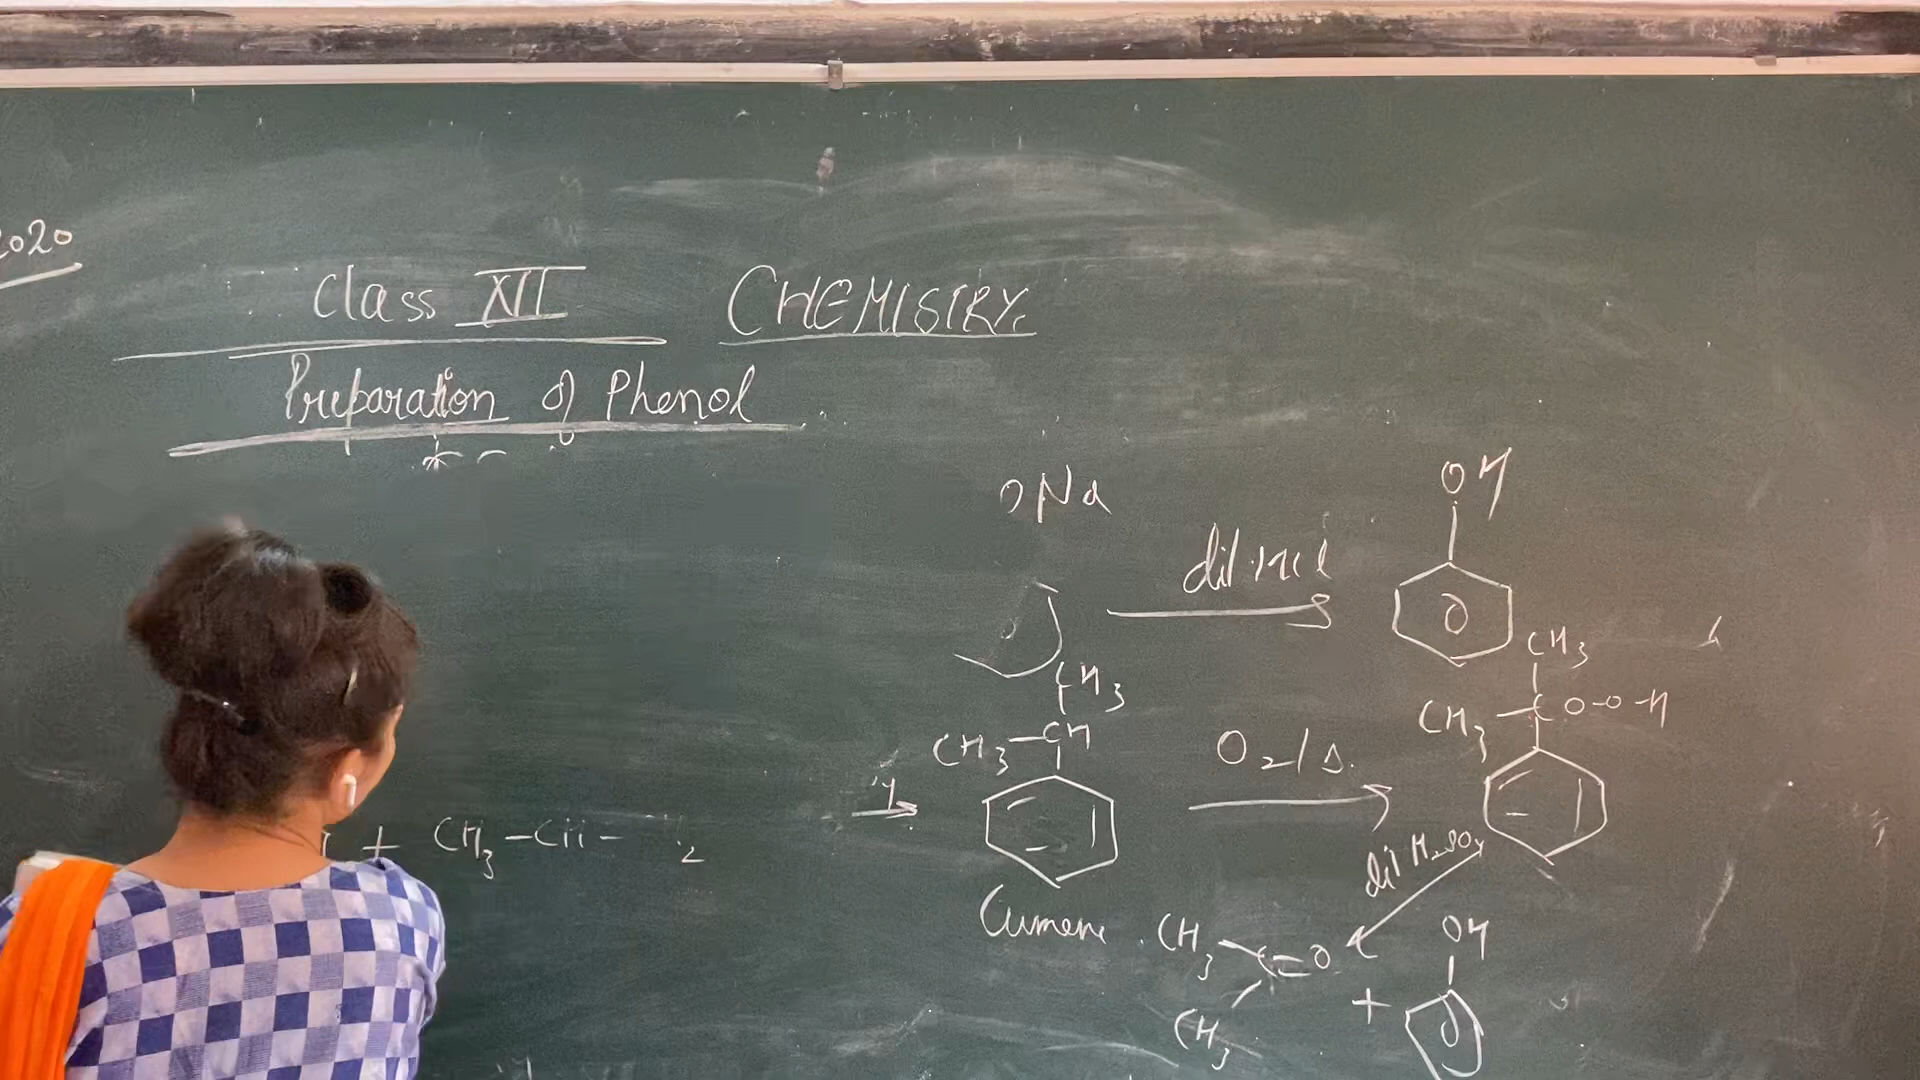 2020
Class XII CHEMISTRY
Preparation of Phenol
ONa
OH
dil HCl
CH3
CH3
CH3 - CH
O2/Δ
CH3 - C O-O-H
+ CH3-CH-
dil H2SO4
Cumene
CH3
C=O
OH
+
CH3